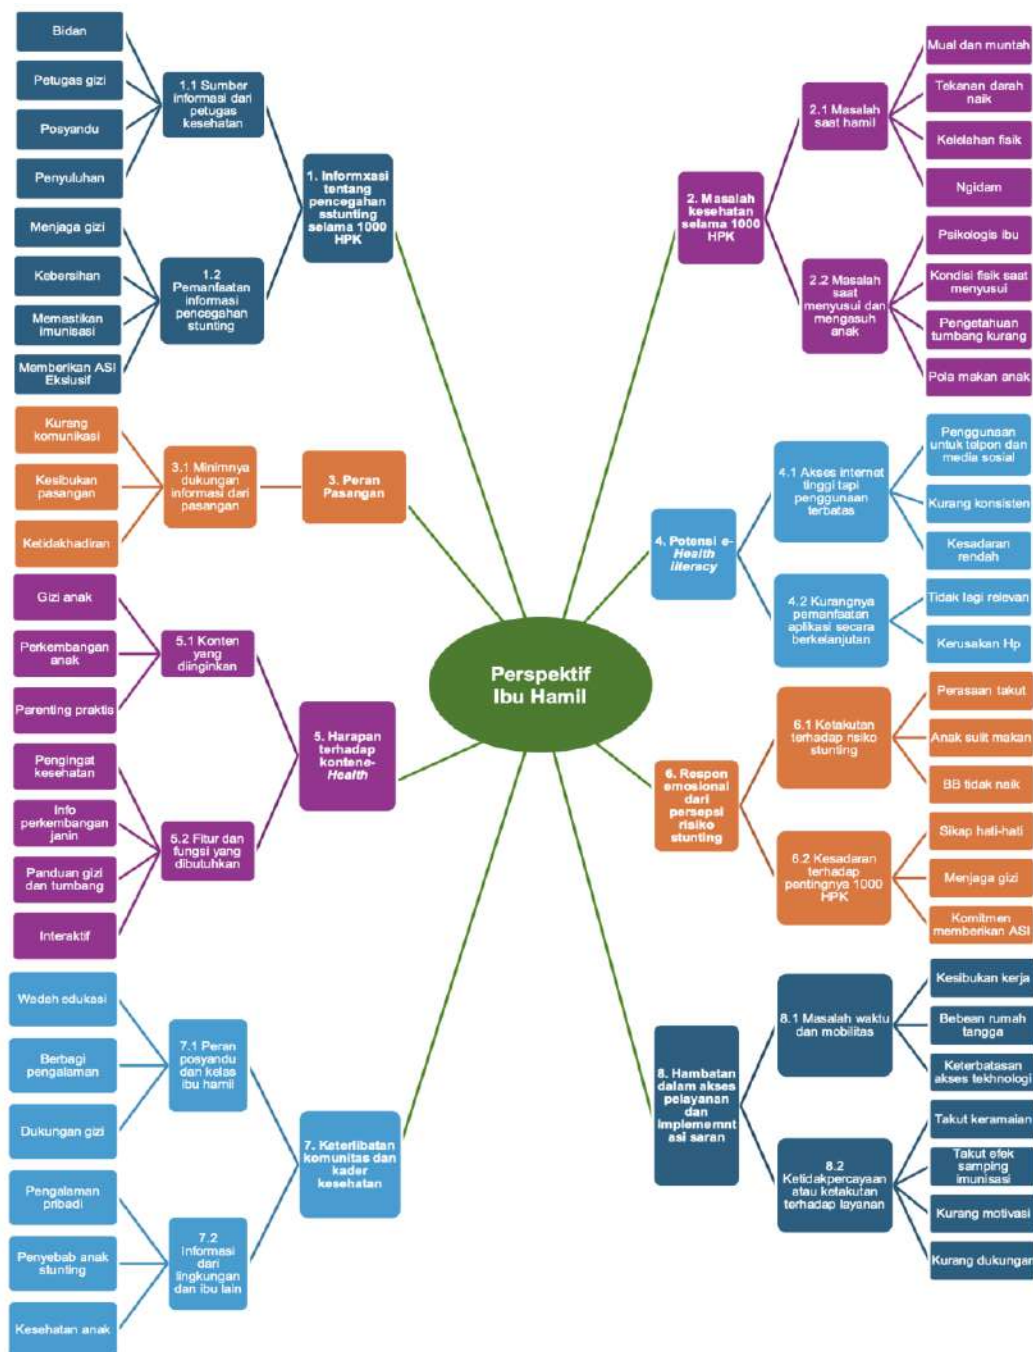 Bidan
Petugas gizi
Posyandu
Penyuluhan
Menjaga gizi
Kebersihan
Memastikan
imunisasi
Memberikan ASI
Ekslusif
1.1 Sumber
informasi dari
petugas
kesehatan
1.2
Pemanfaatan
informasi
pencegahan
stunting
1. Informxasi
tentang
pencegahan
sstunting
selama 1000
HPK
Mual dan muntah
Tekanan darah
naik
Kelelahan fisik
Ngidam
Psikologis ibu
Kondisi fisik saat
menyusui
Pengetahuan
tumbang kurang
Pola makan anak
2.1 Masalah
saat hamil
2.2 Masalah
saat
menyusui dan
mengasuh
anak
2. Masalah
kesehatan
selama 1000
HPK
Kurang
komunikasi
Kesibukan
pasangan
Ketidakhadiran
3.1 Minimnya
dukungan
informasi dari
pasangan
3. Peran
Pasangan
Penggunaan
untuk telpon dan
media sosial
Kurang konsisten
Kesadaran
rendah
Tidak lagi relevan
Kerusakan Hp
4.1 Akses internet
tinggi tapi
penggunaan
terbatas
4.2 Kurangnya
pemanfaatan
aplikasi secara
berkelanjutan
4. Potensi e-
Health
literacy
Perspektif
Ibu Hamil
Gizi anak
Perkembangan
anak
Parenting praktis
Pengingat
kesehatan
Info
perkembangan
janin
Panduan gizi
dan tumbang
Interaktif
5.1 Konten
yang
diinginkan
5.2 Fitur dan
fungsi yang
dibutuhkan
5. Harapan
terhadap
kontene-
Health
Perasaan takut
Anak sulit makan
BB tidak naik
Sikap hati-hati
Menjaga gizi
Komitmen
memberikan ASI
6.1 Ketakutan
terhadap risiko
stunting
6.2 Kesadaran
terhadap
pentingnya 1000
HPK
6. Respon
emosional
dari
persepsi
risiko
stunting
Wadah edukasi
Berbagi
pengalaman
Dukungan gizi
Pengalaman
pribadi
Penyebab anak
stunting
Kesehatan anak
7.1 Peran
posyandu
dan kelas
ibu hamil
7.2
Informasi
dari
lingkungan
dan ibu lain
7. Keterlibatan
komunitas dan
kader
kesehatan
Kesibukan kerja
Bebean rumah
tangga
Keterbatasan
akses tekhnologi
Takut keramaian
Takut efek
samping
imunisasi
Kurang motivasi
Kurang dukungan
8.1 Masalah waktu
dan mobilitas
8.2
Ketidakpercayaan
atau ketakutan
terhadap layanan
8. Hambatan
dalam akses
pelayanan
dan
implememnt
asi saran